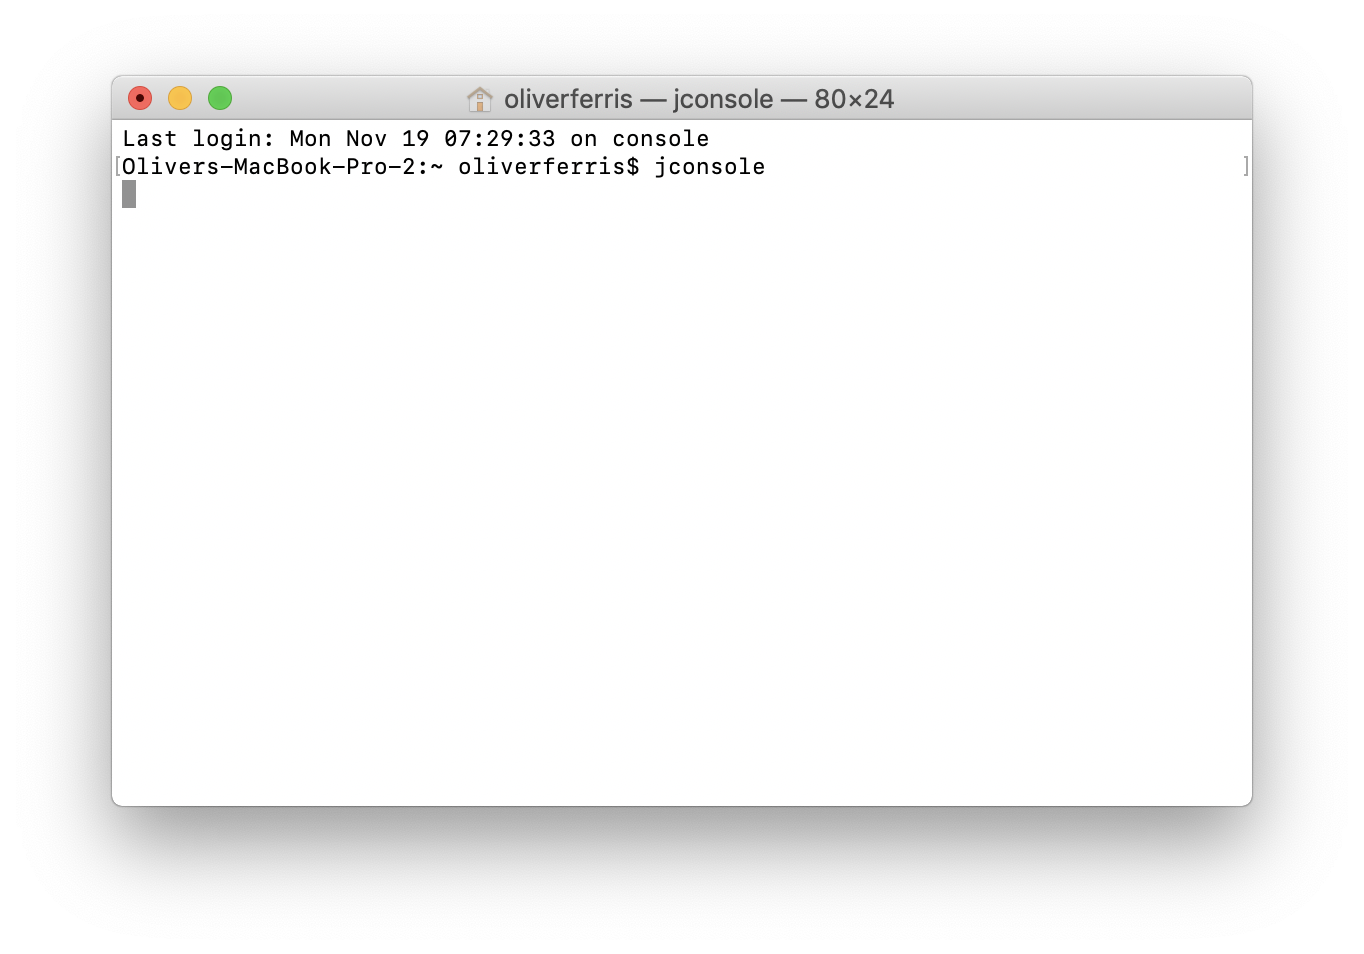 oliverferris — jconsole — 80×24
Last login: Mon Nov 19 07:29:33 on console
[Olivers-MacBook-Pro-2:~ oliverferris$ jconsole ]